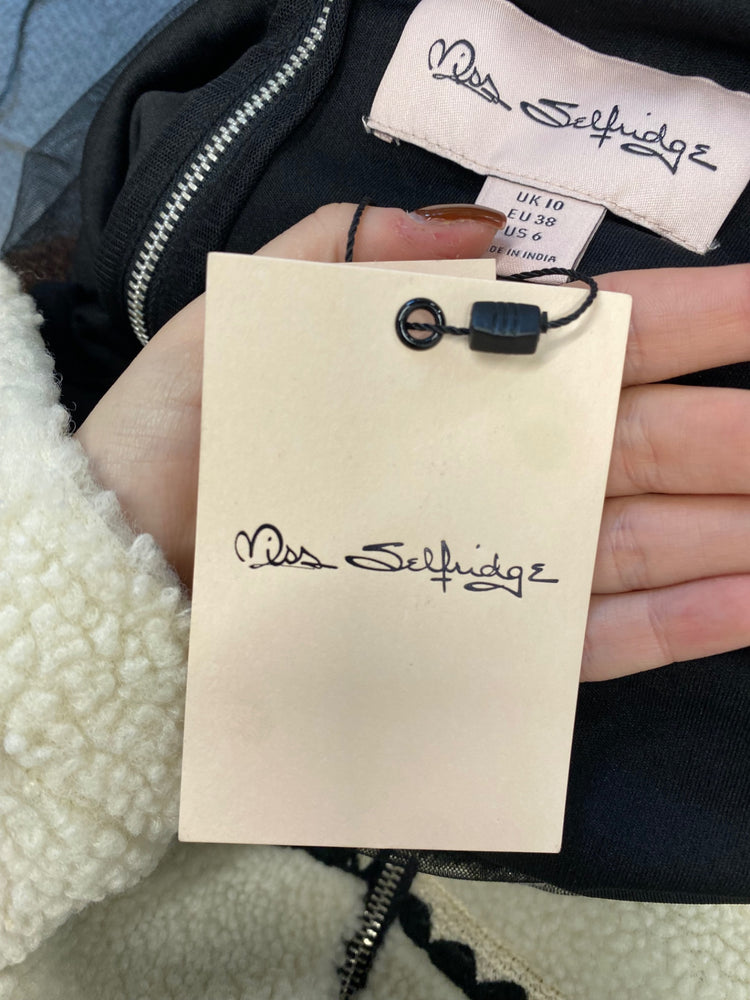 Miss Selfridge
UK 10
EU 38
US 6
DE IN INDIA
Miss Selfridge